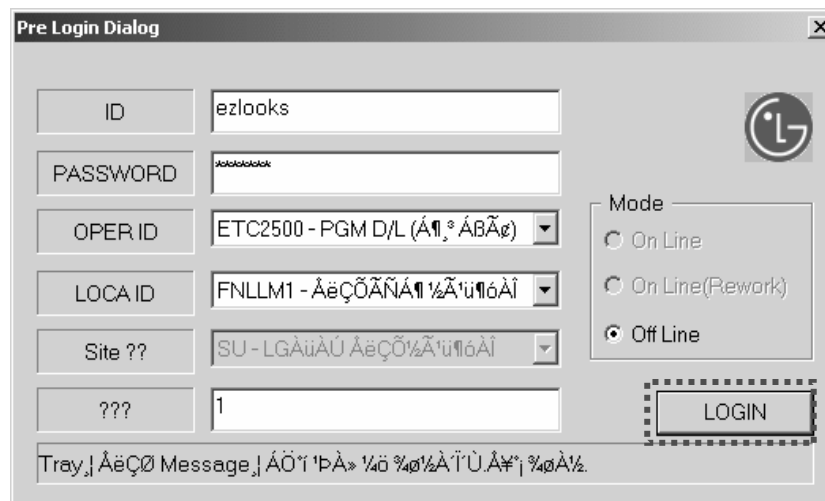 Pre Login Dialog
ID
ezlooks
PASSWORD
********
OPER ID
ETC2500 - PGM D/L (Á¶¸³ ÁßÃø)
LOCA ID
FNLLM1 - ÅëÇÕÃÑÁ¶ ½Ã¹ü¶óÀÎ
Site ??
SU - LGÀüÀÚ ÅëÇÕ½Ã¹ü¶óÀÎ
???
1
Mode
On Line
On Line(Rework)
Off Line
LOGIN
Tray¸¦ ÅëÇØ Message¸¦ ÁÖ°í ¹ÞÀ» ¼ö ¾ø½À´Ï´Ù.Å¥°¡ ¾øÀ½.